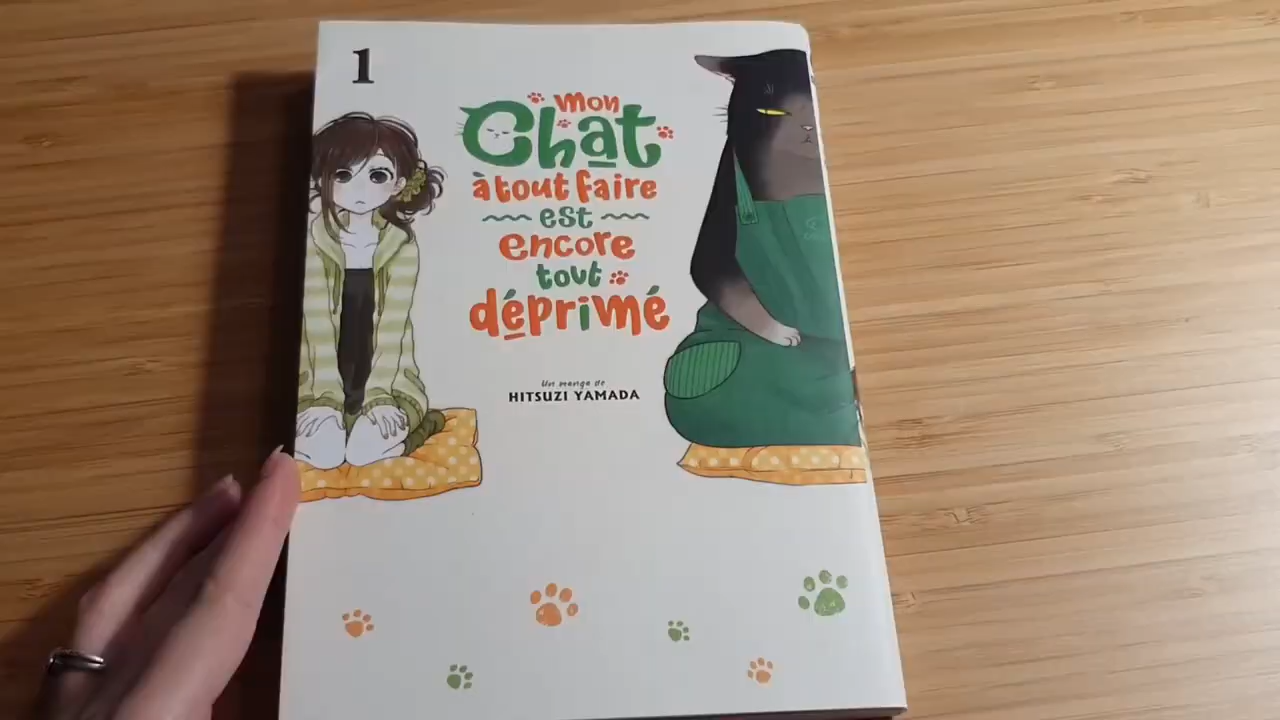 1
mon
Chat
à tout faire
est
encore
tout
déprimé
Un manga de
HITSUZI YAMADA